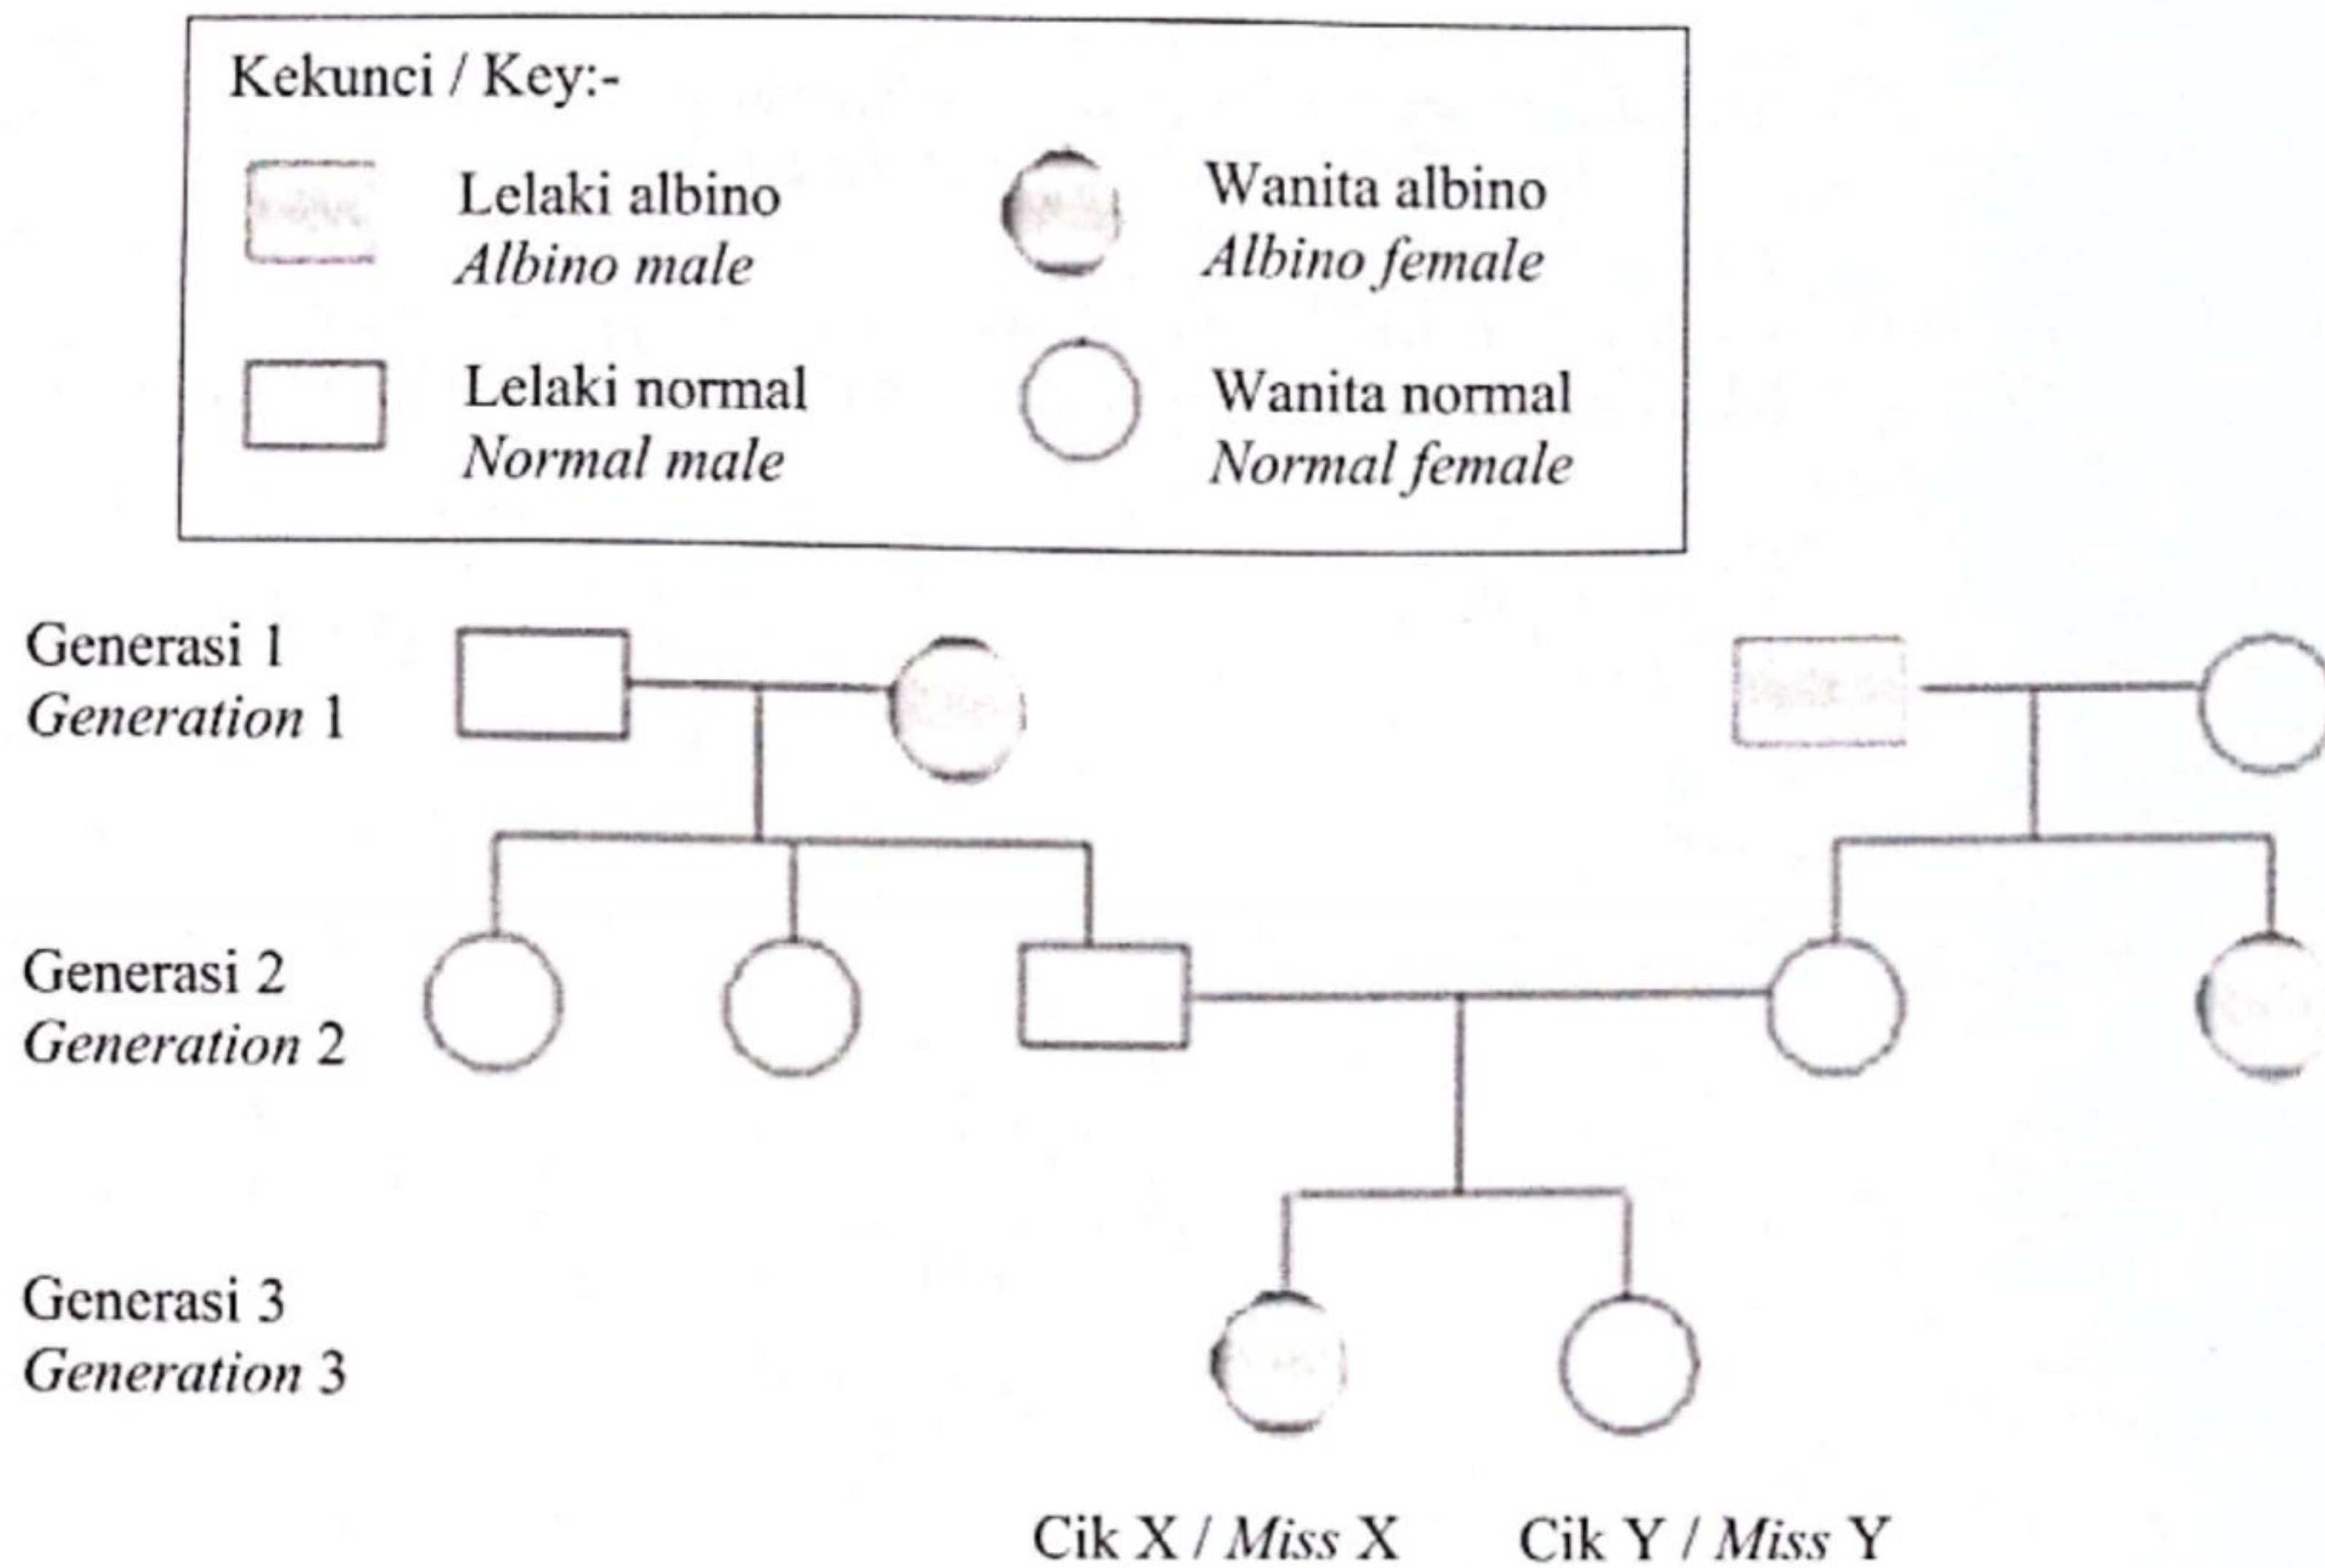 Kekunci / Key:-
Lelaki albino
Albino male
Wanita albino
Albino female
Lelaki normal
Normal male
Wanita normal
Normal female
Generasi 1
Generation 1
Generasi 2
Generation 2
Generasi 3
Generation 3
Cik X / Miss X
Cik Y / Miss Y